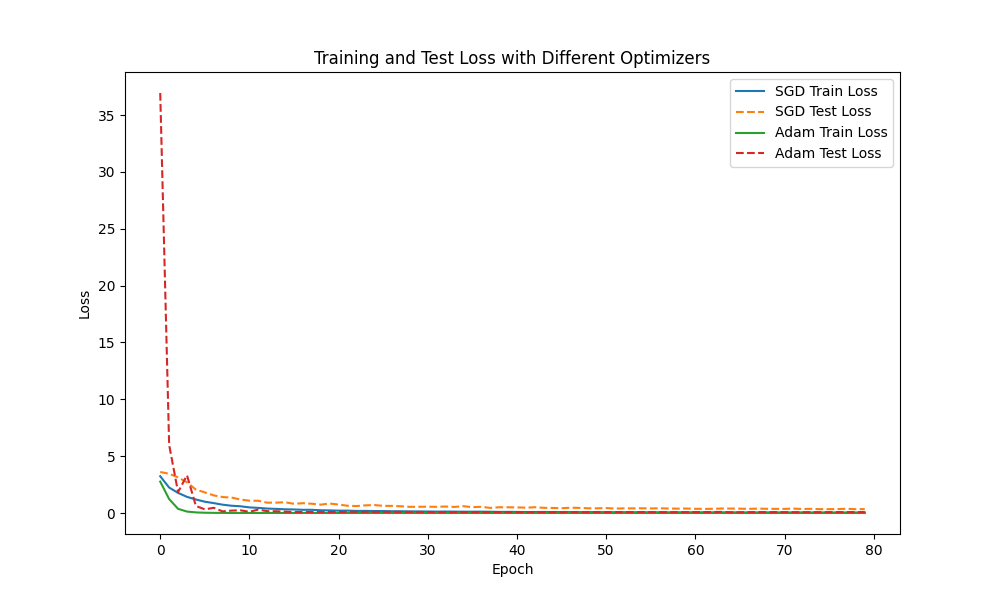 Training and Test Loss with Different Optimizers
SGD Train Loss
SGD Test Loss
Adam Train Loss
Adam Test Loss
35
30
25
20
15
10
5
0
Loss
0 10 20 30 40 50 60 70 80
Epoch